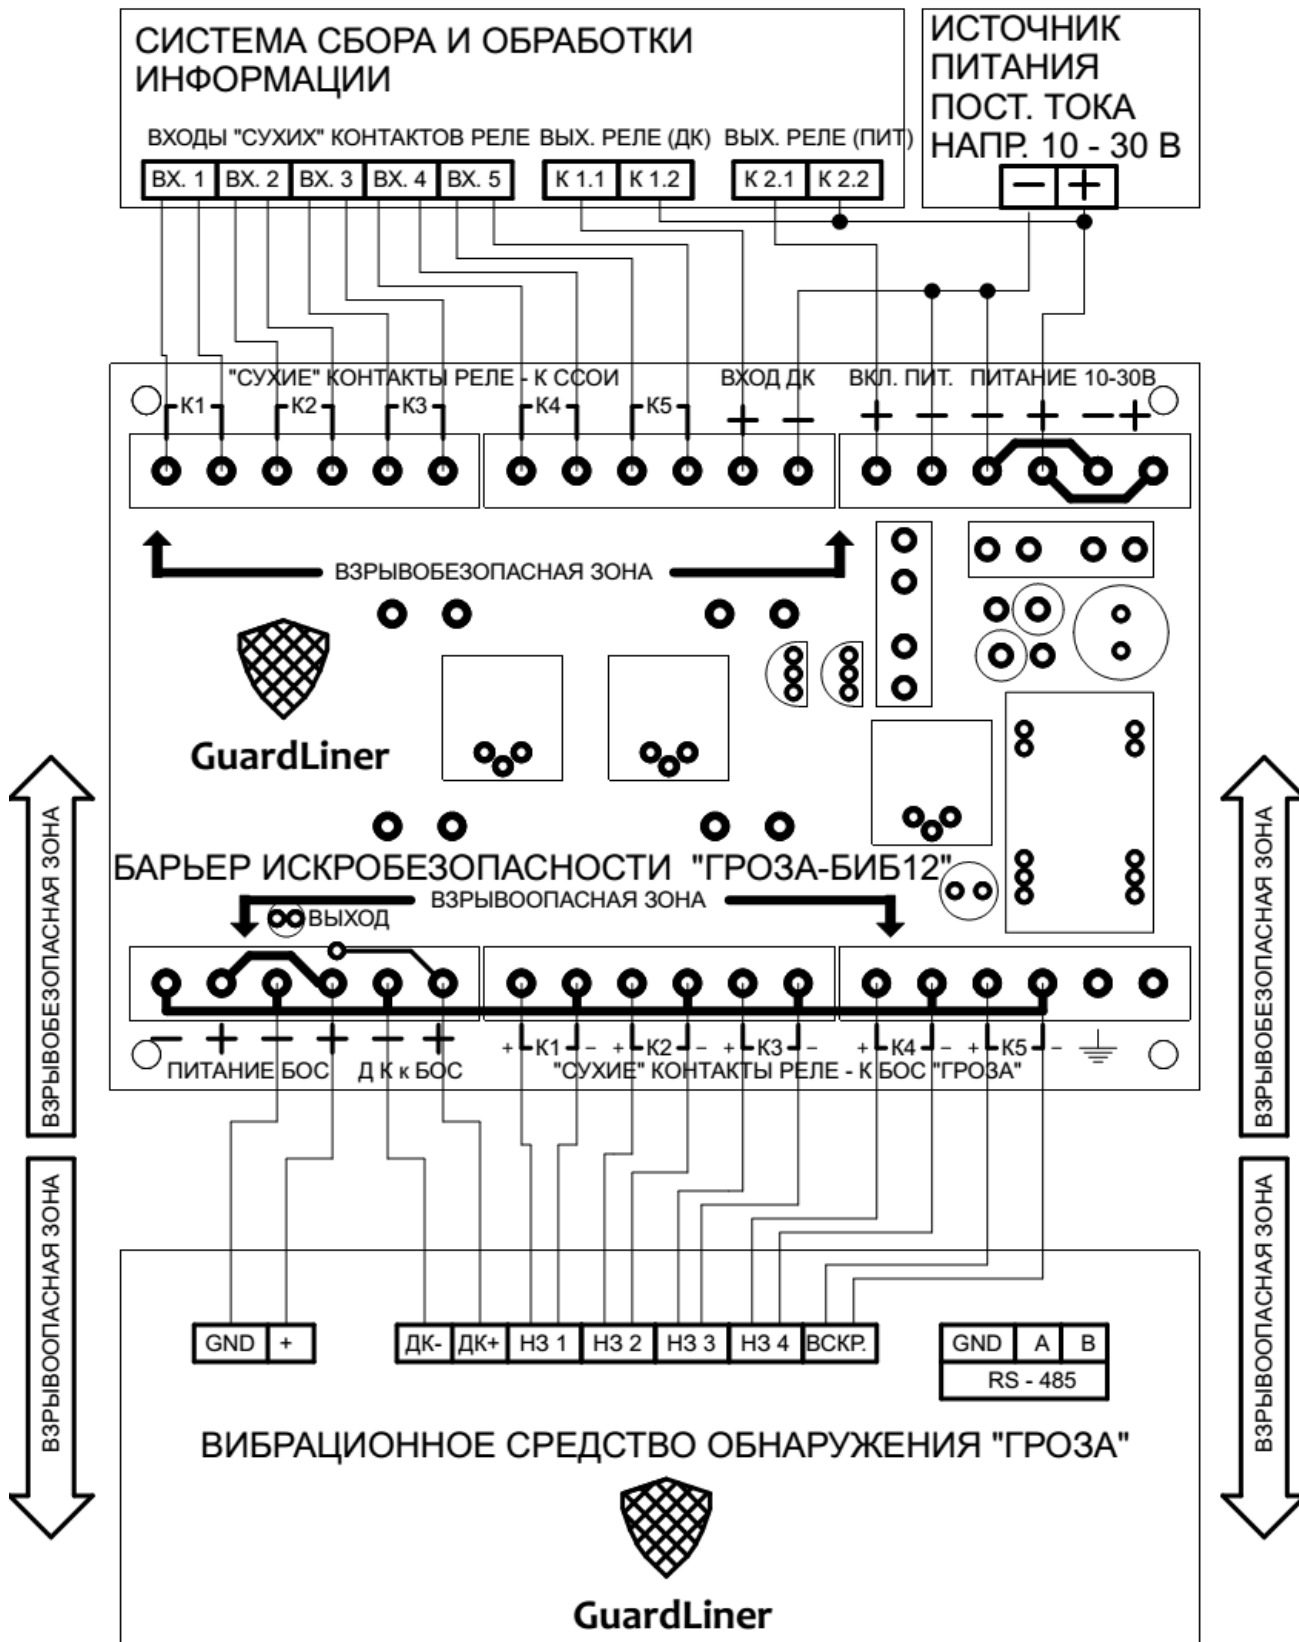 СИСТЕМА СБОРА И ОБРАБОТКИ
ИНФОРМАЦИИ
ИСТОЧНИК
ПИТАНИЯ
ПОСТ. ТОКА
НАПР. 10 - 30 В
ВХОДЫ "СУХИХ" КОНТАКТОВ РЕЛЕ ВЫХ. РЕЛЕ (ДК) ВЫХ. РЕЛЕ (ПИТ)
ВХ. 1 ВХ. 2 ВХ. 3 ВХ. 4 ВХ. 5 К 1.1 К 1.2 К 2.1 К 2.2 − +
"СУХИЕ" КОНТАКТЫ РЕЛЕ - К ССОИ ВХОД ДК ВКЛ. ПИТ. ПИТАНИЕ 10-30В
К1 К2 К3 К4 К5 + − + − − + − +
ВЗРЫВОБЕЗОПАСНАЯ ЗОНА
GuardLiner
БАРЬЕР ИСКРОБЕЗОПАСНОСТИ "ГРОЗА-БИБ12"
ВЗРЫВООПАСНАЯ ЗОНА
ВЫХОД
− + − + − + + К1 − + К2 − + К3 − + К4 − + К5 −
ПИТАНИЕ БОС Д К к БОС "СУХИЕ" КОНТАКТЫ РЕЛЕ - К БОС "ГРОЗА"
ВЗРЫВОБЕЗОПАСНАЯ ЗОНА
ВЗРЫВООПАСНАЯ ЗОНА
ВЗРЫВОБЕЗОПАСНАЯ ЗОНА
ВЗРЫВООПАСНАЯ ЗОНА
GND + ДК- ДК+ НЗ 1 НЗ 2 НЗ 3 НЗ 4 ВСКР. GND A B
RS - 485
ВИБРАЦИОННОЕ СРЕДСТВО ОБНАРУЖЕНИЯ "ГРОЗА"
GuardLiner